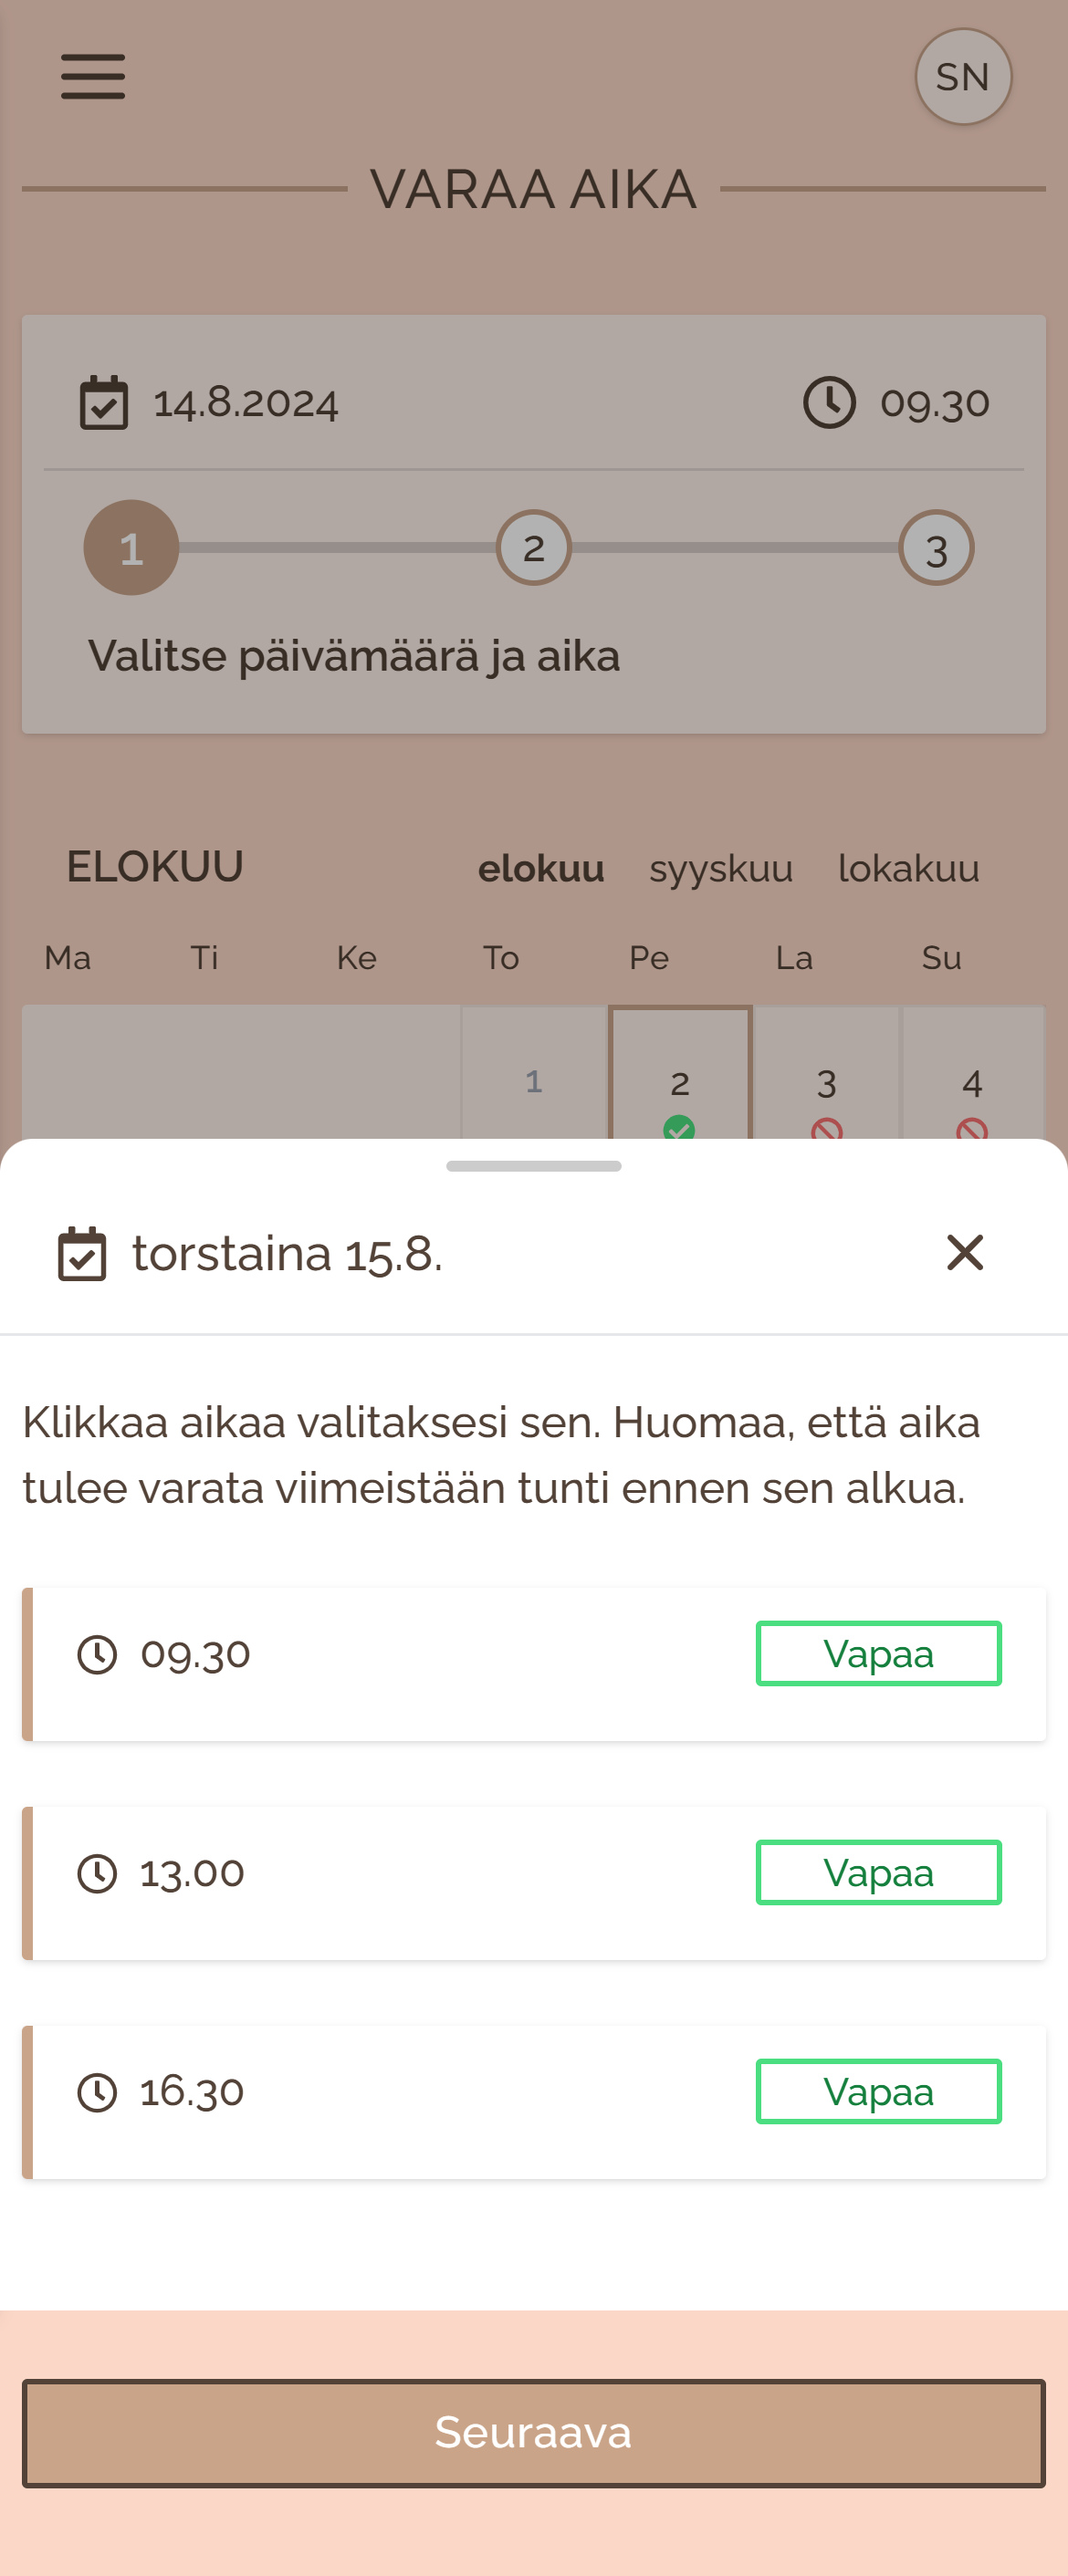 SN
VARAA AIKA
14.8.2024 09.30
1 2 3
Valitse päivämäärä ja aika
ELOKUU elokuu syyskuu lokakuu
Ma Ti Ke To Pe La Su
1 2 3 4
torstaina 15.8.
Klikkaa aikaa valitaksesi sen. Huomaa, että aika
tulee varata viimeistään tunti ennen sen alkua.
09.30 Vapaa
13.00 Vapaa
16.30 Vapaa
Seuraava